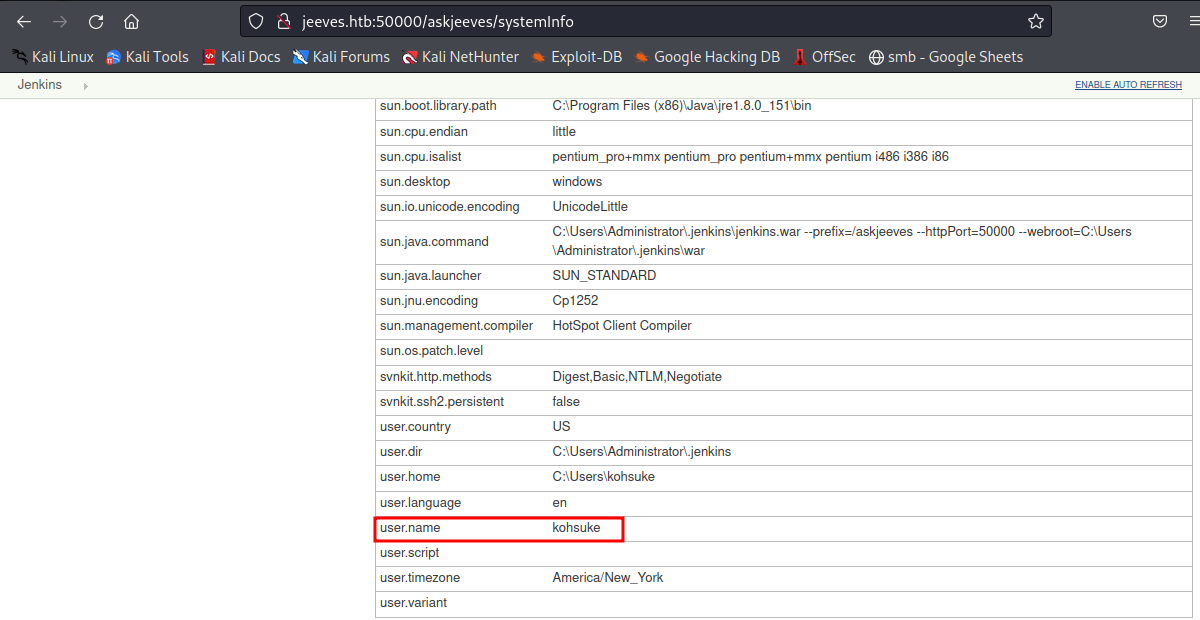 jeeves.htb:50000/askjeeves/systemInfo
Kali Linux Kali Tools Kali Docs Kali Forums Kali NetHunter Exploit-DB Google Hacking DB OffSec smb - Google Sheets
Jenkins ENABLE AUTO REFRESH
sun.boot.library.path C:\Program Files (x86)\Java\jre1.8.0_151\bin
sun.cpu.endian little
sun.cpu.isalist pentium_pro+mmx pentium_pro pentium+mmx pentium i486 i386 i86
sun.desktop windows
sun.io.unicode.encoding UnicodeLittle
sun.java.command C:\Users\Administrator\.jenkins\jenkins.war --prefix=/askjeeves --httpPort=50000 --webroot=C:\Users
\Administrator\.jenkins\war
sun.java.launcher SUN_STANDARD
sun.jnu.encoding Cp1252
sun.management.compiler HotSpot Client Compiler
sun.os.patch.level
svnkit.http.methods Digest,Basic,NTLM,Negotiate
svnkit.ssh2.persistent false
user.country US
user.dir C:\Users\Administrator\.jenkins
user.home C:\Users\kohsuke
user.language en
user.name kohsuke
user.script
user.timezone America/New_York
user.variant